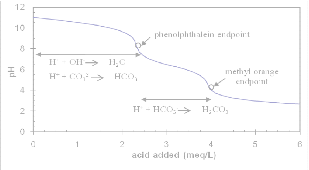 12
10
8
6
4
2
0
pH
phenolphthalein endpoint
H⁺ + OH⁻ → H₂O
H⁺ + CO₃²⁻ → HCO₃⁻
methyl orange
endpoint
H⁺ + HCO₃⁻ → H₂CO₃
0 1 2 3 4 5 6
acid added (meq/L)